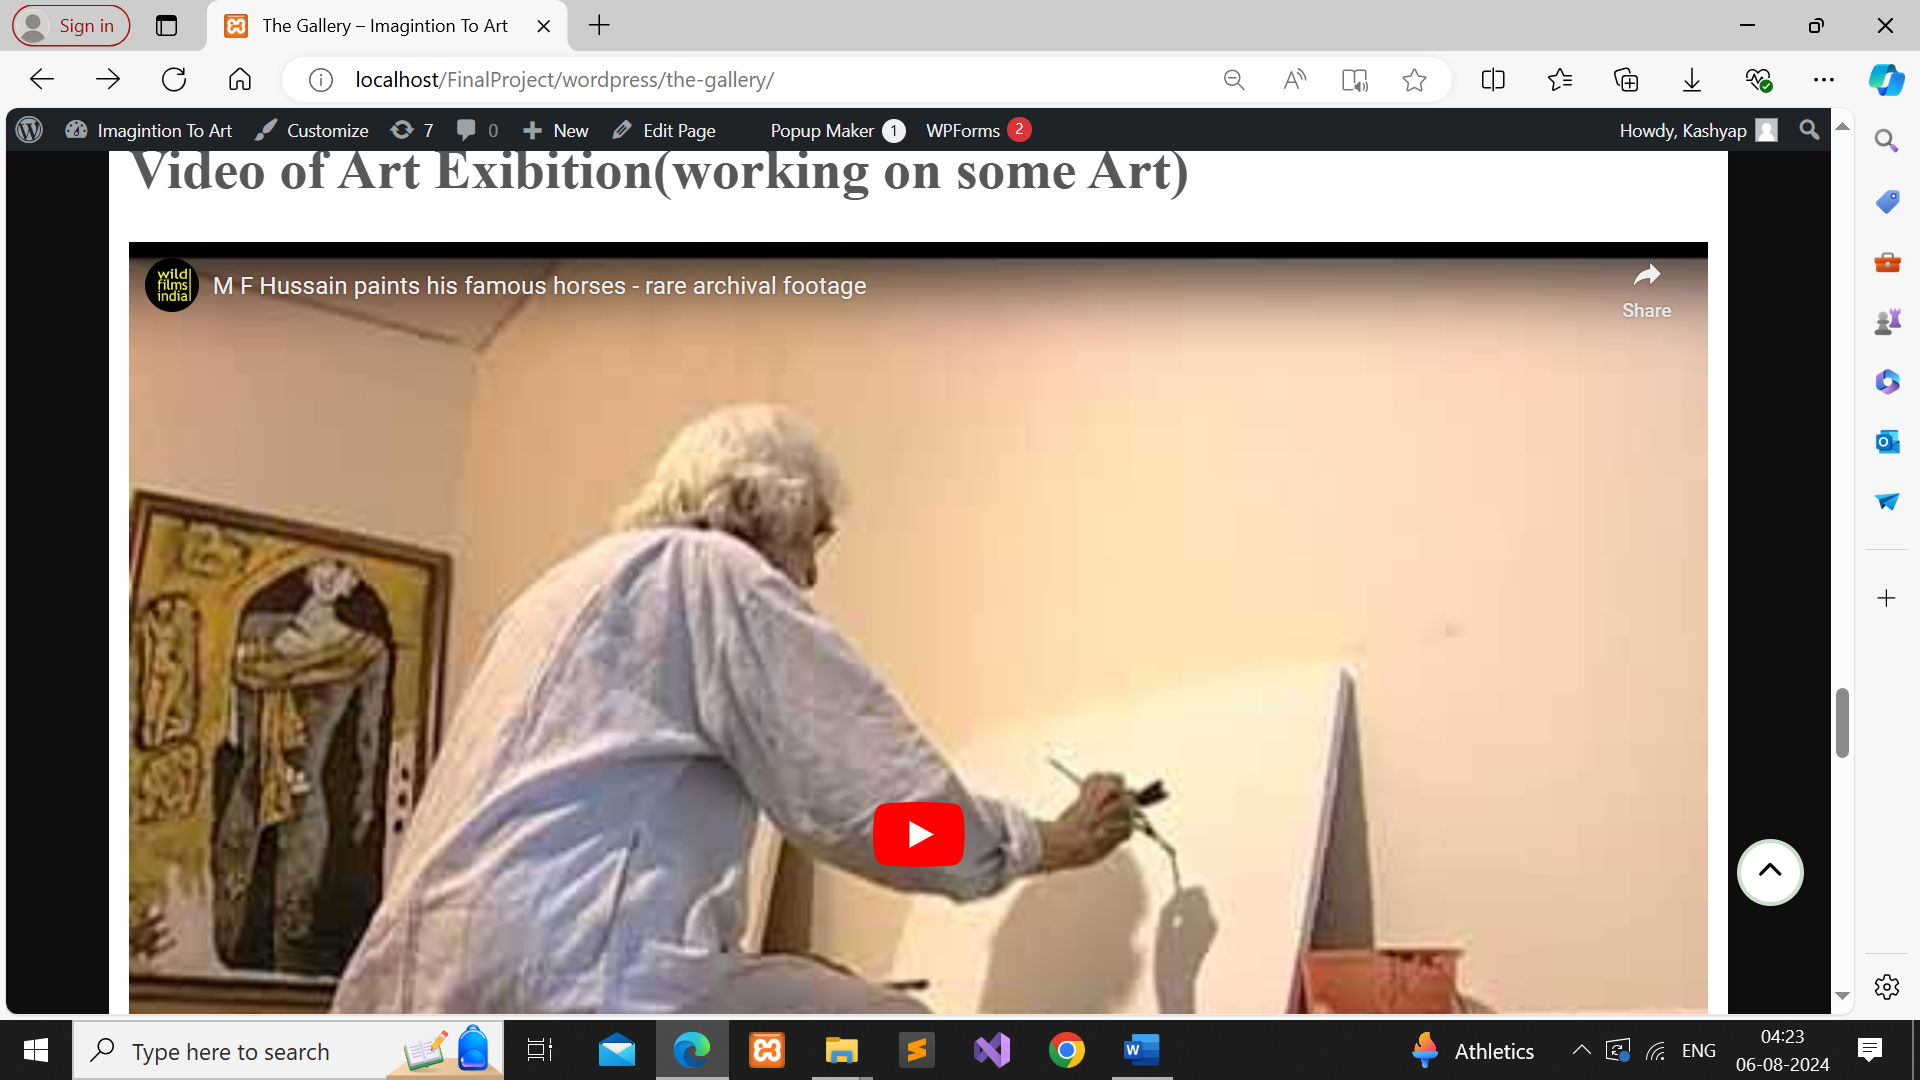 Sign in
The Gallery – Imagintion To Art
localhost/FinalProject/wordpress/the-gallery/
Imagintion To Art Customize 7 0 New Edit Page Popup Maker 1 WPForms 2 Howdy, Kashyap
Video of Art Exibition(working on some Art)
wild films india
M F Hussain paints his famous horses - rare archival footage
Share
Type here to search
Athletics
ENG
04:23
06-08-2024